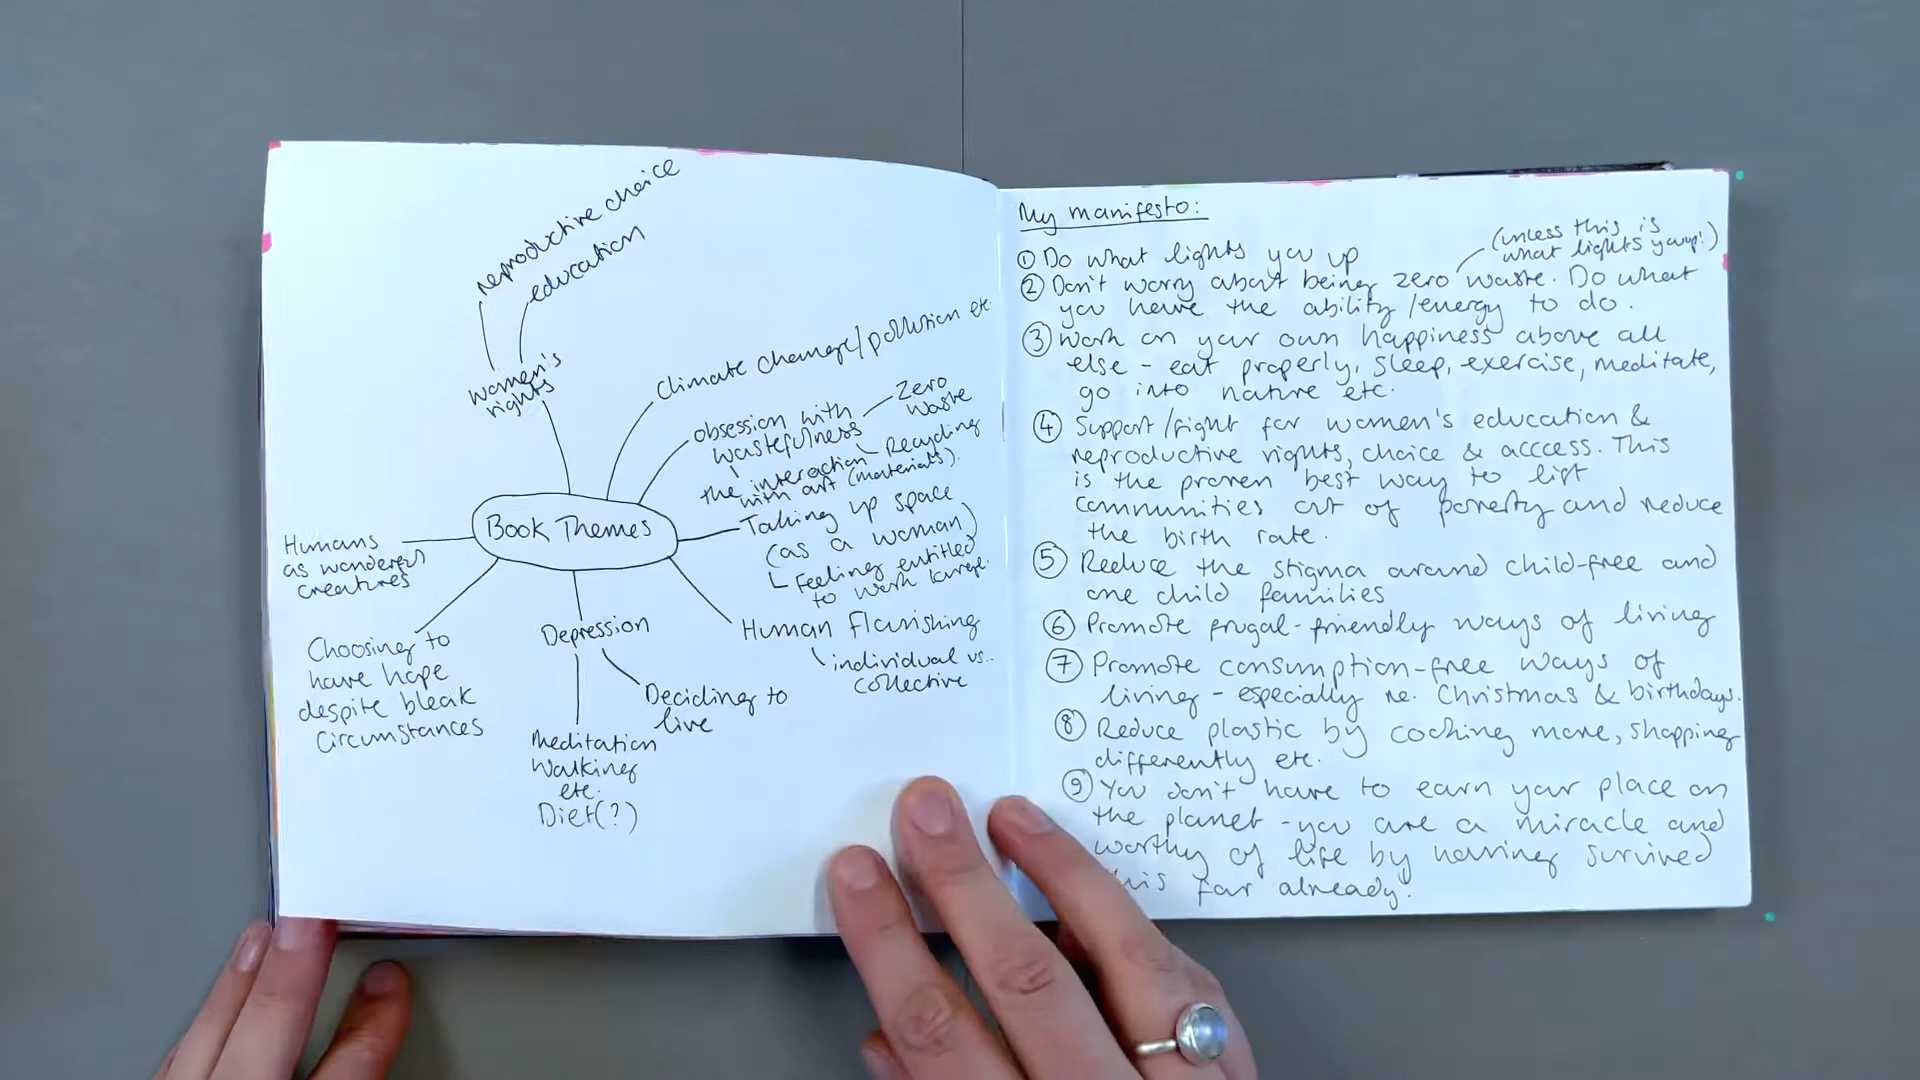 reproductive choice
education
women's
rights
Climate change/pollution etc.
obsession with
wastefulness
Zero
waste
Recycling
the interaction
with art (materials).
Book Themes
Taking up space
(as a woman)
Feeling entitled
to work large.
Humans
as wonderful
creatures
Choosing to
have hope
despite bleak
circumstances
Depression
Deciding to
live
Meditation
Walking
etc.
Diet(?)
Human flourishing
individual vs..
collective
My manifesto:
① Do what lights you up
(unless this is
what lights you up!)
② Don't worry about being zero waste. Do what
you have the ability/energy to do.
③ Work on your own happiness above all
else - eat properly, sleep, exercise, meditate,
go into nature etc.
④ Support/fight for women's education &
reproductive rights, choice & acccess. This
is the proven best way to lift
communities out of poverty and reduce
the birth rate.
⑤ Reduce the stigma around child-free and
one child families
⑥ Promote frugal-friendly ways of living
⑦ Promote consumption-free ways of
living - especially re. Christmas & birthdays.
⑧ Reduce plastic by cooking more, shopping
differently etc.
⑨ You don't have to earn your place on
the planet - you are a miracle and
worthy of life by having survived
this far already.